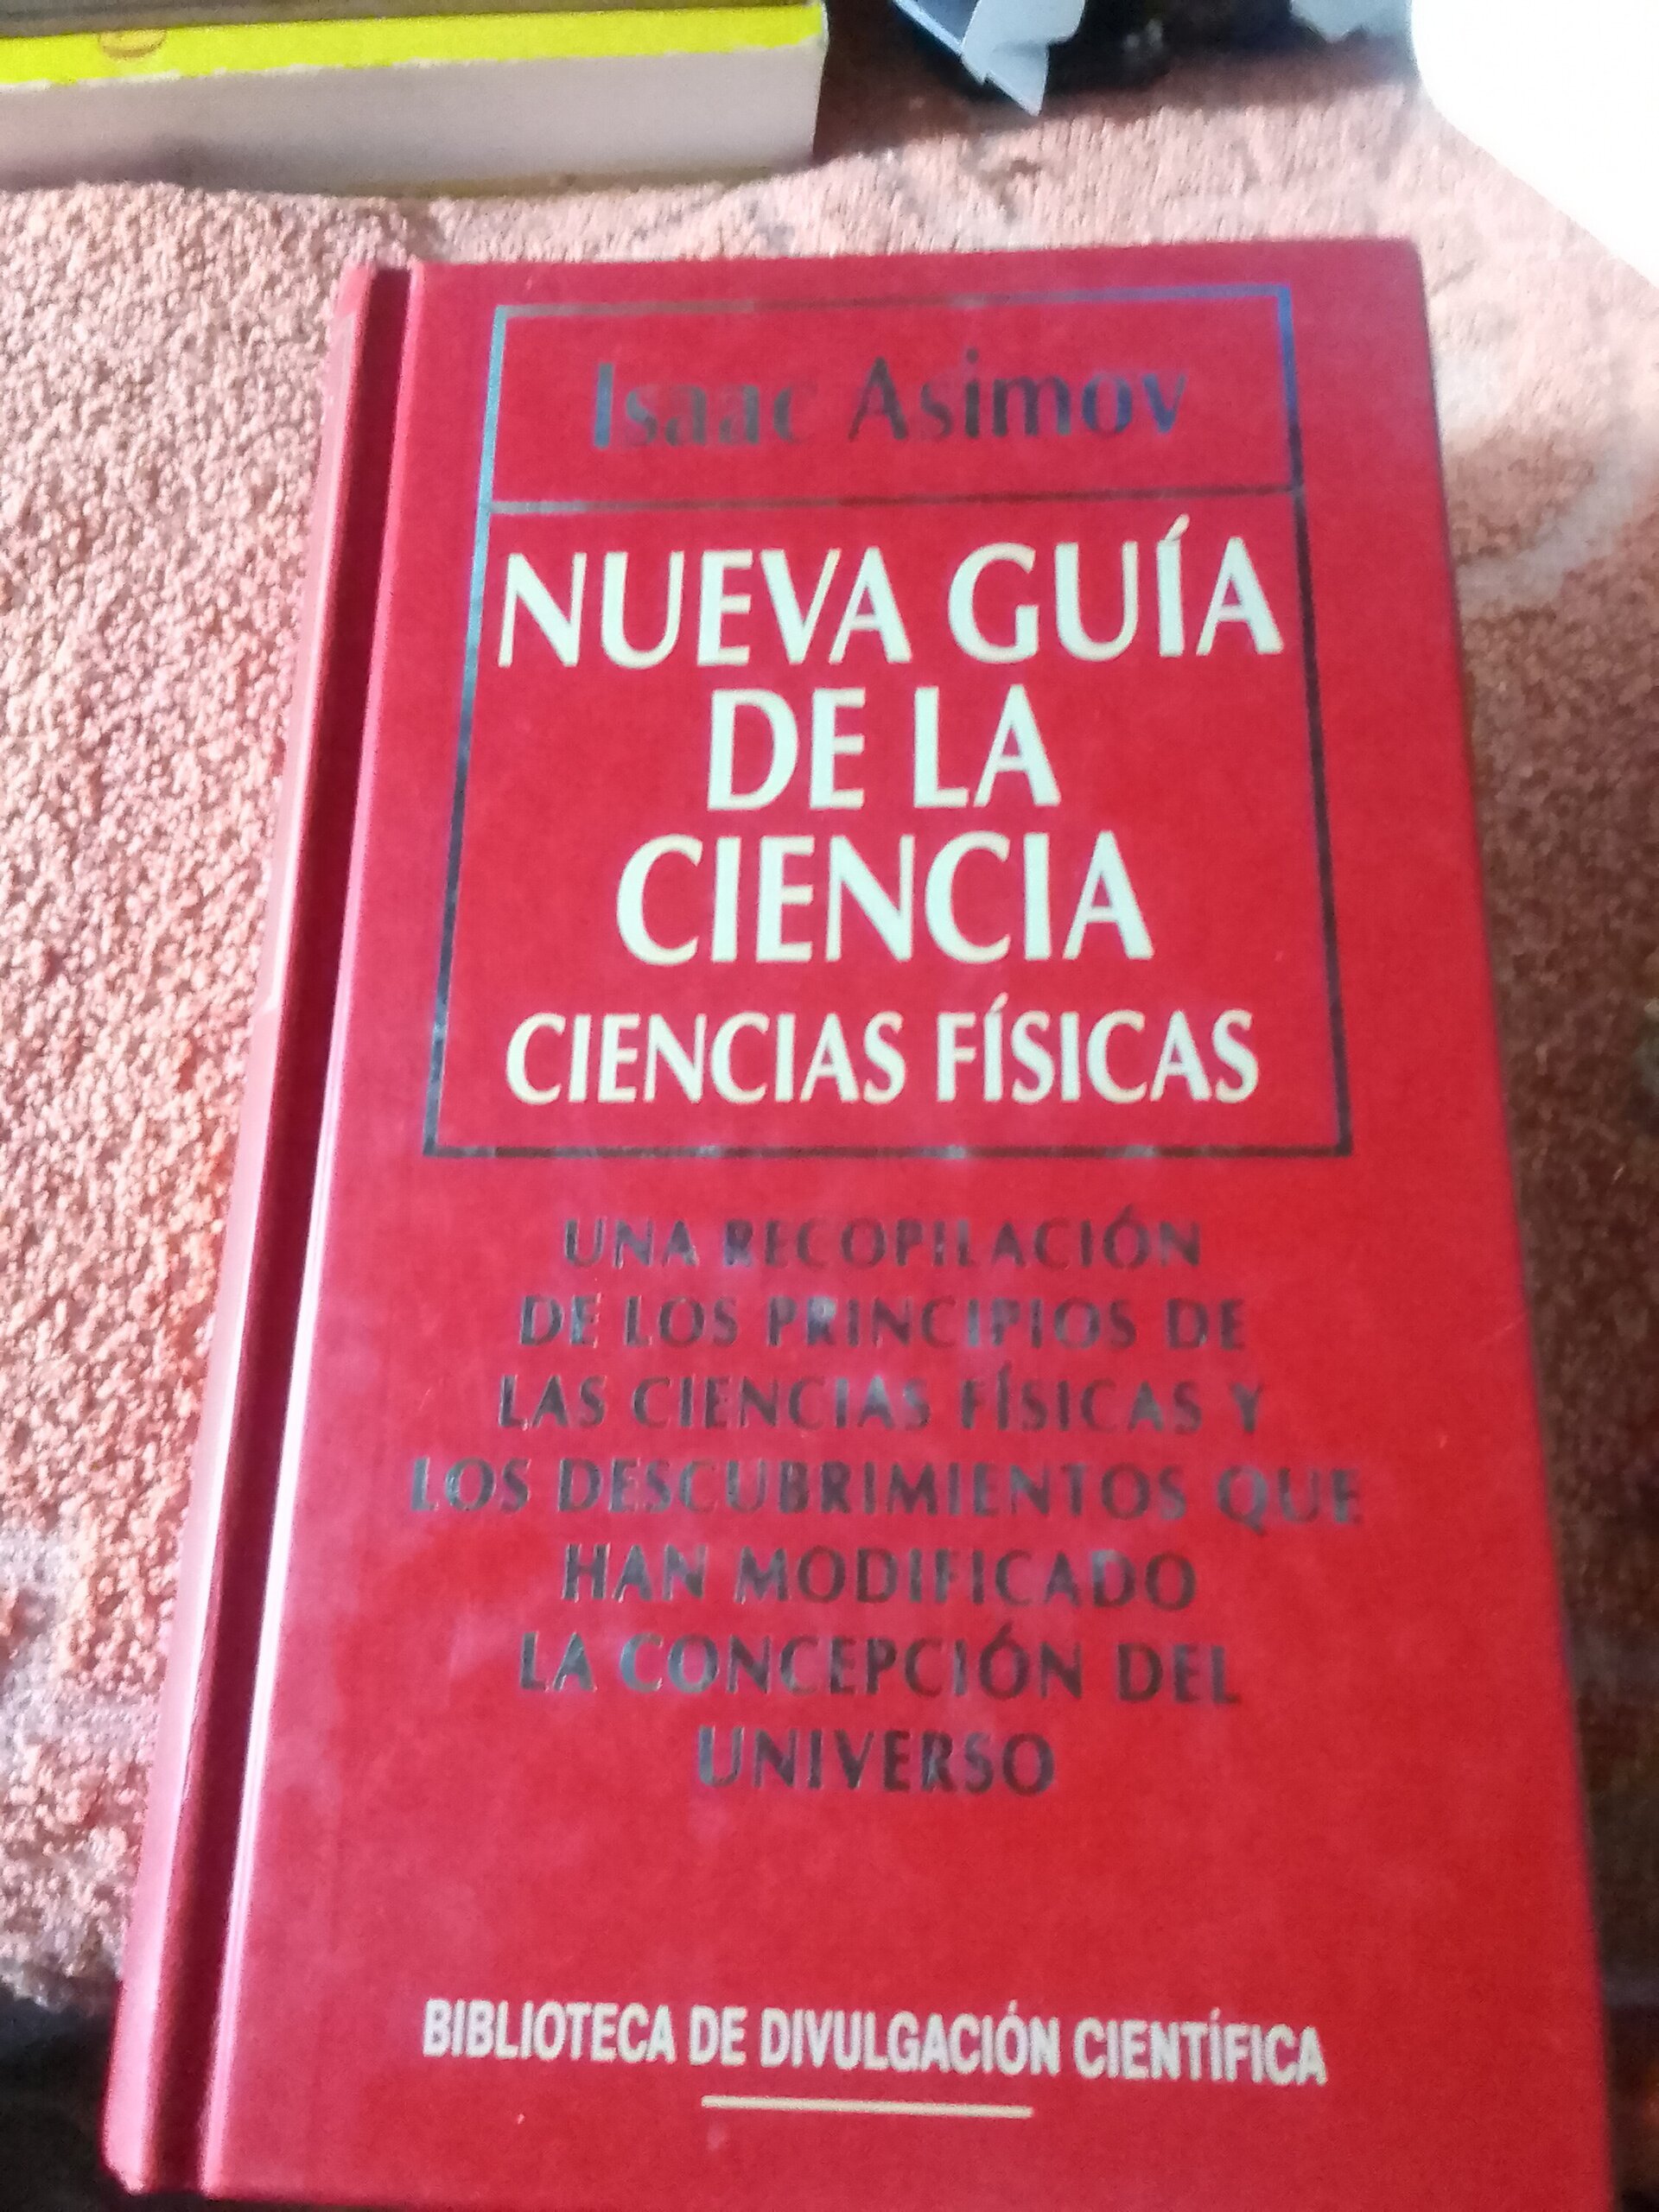 Isaac Asimov
NUEVA GUÍA
DE LA
CIENCIA
CIENCIAS FÍSICAS
UNA RECOPILACIÓN
DE LOS PRINCIPIOS DE
LAS CIENCIAS FÍSICAS Y
LOS DESCUBRIMIENTOS QUE
HAN MODIFICADO
LA CONCEPCIÓN DEL
UNIVERSO
BIBLIOTECA DE DIVULGACIÓN CIENTÍFICA